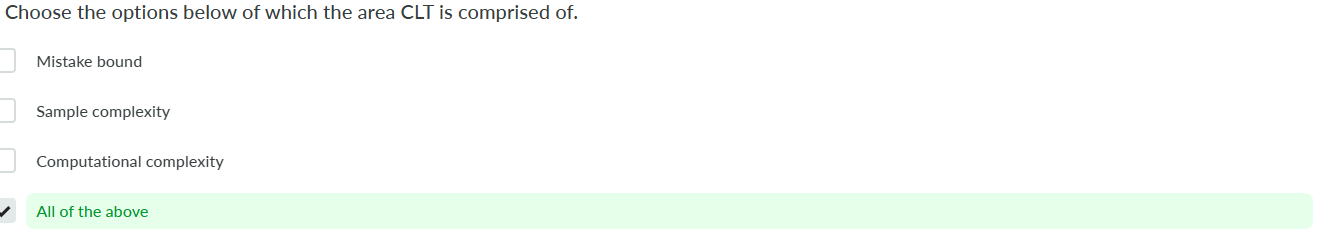 Choose the options below of which the area CLT is comprised of.
Mistake bound
Sample complexity
Computational complexity
All of the above